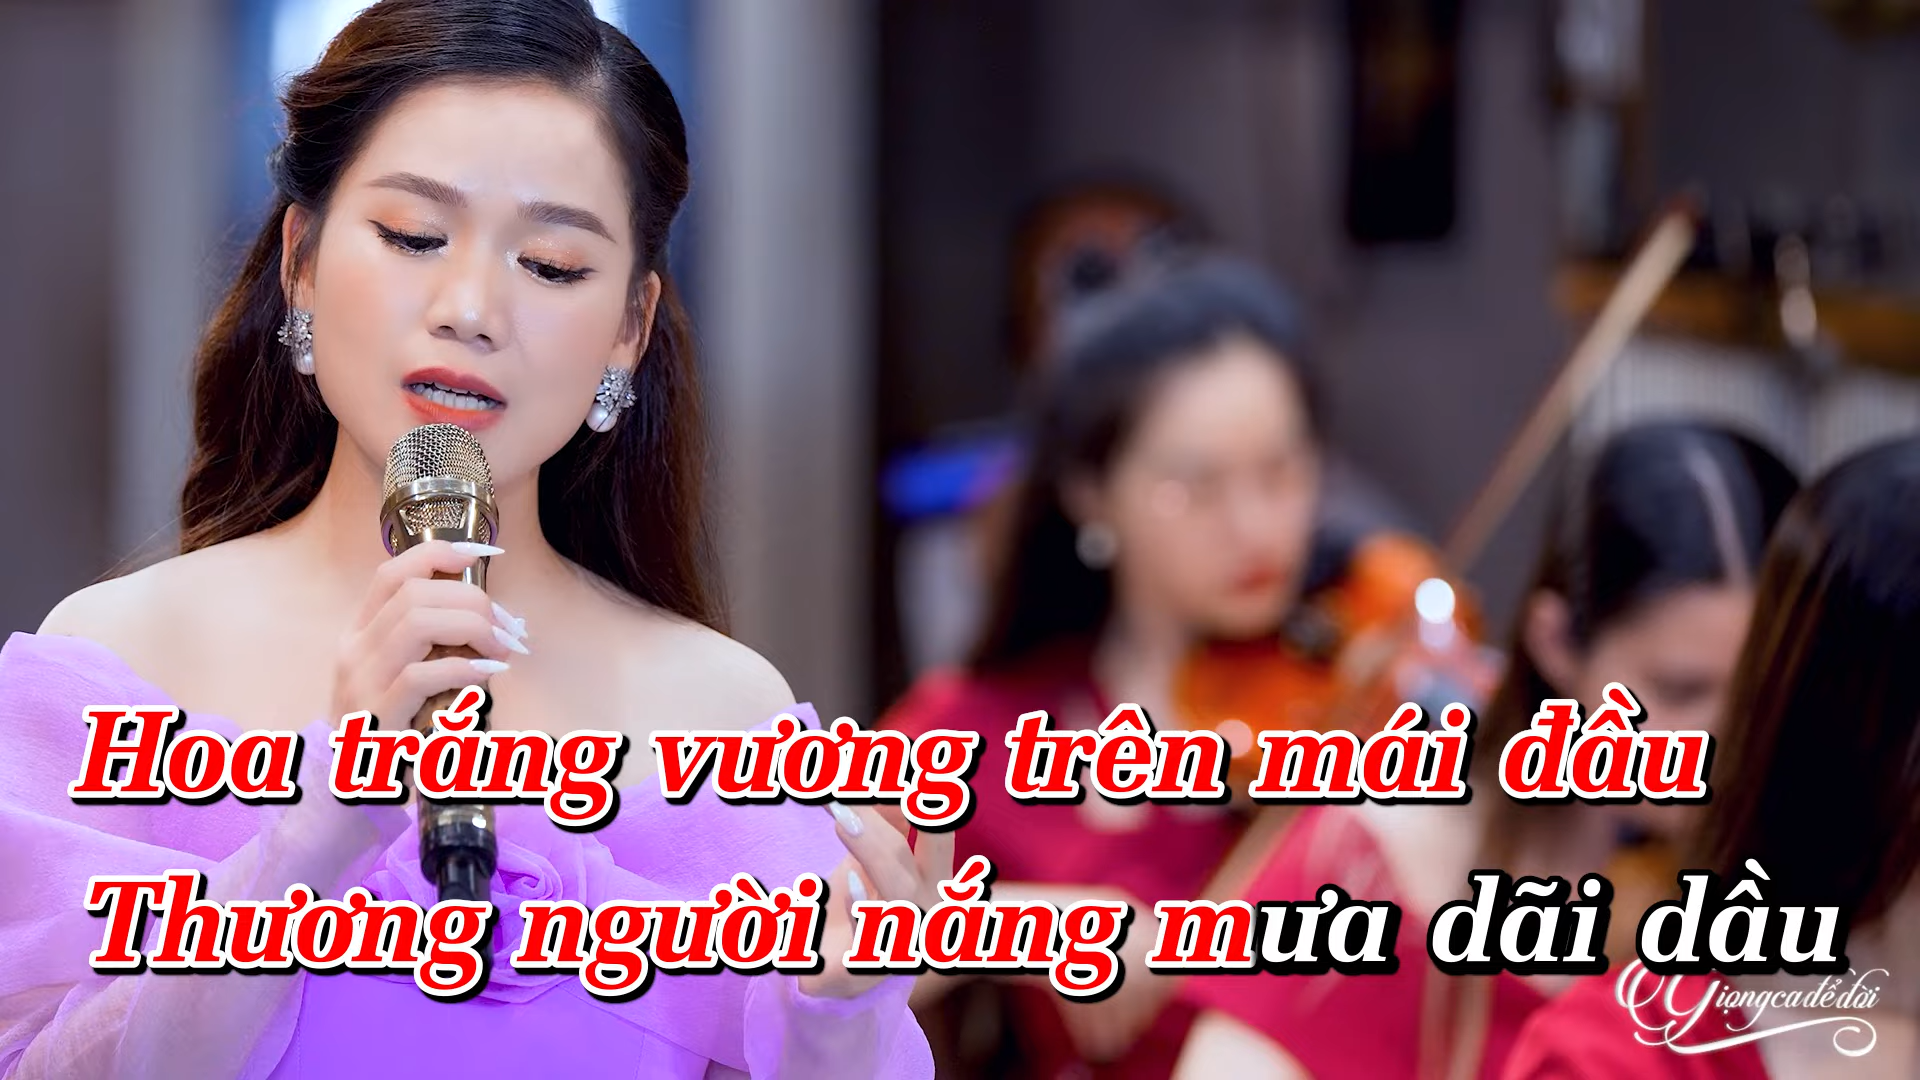 Hoa trắng vương trên mái đầu
Thương người nắng mưa dãi dầu
Giọng ca để đời